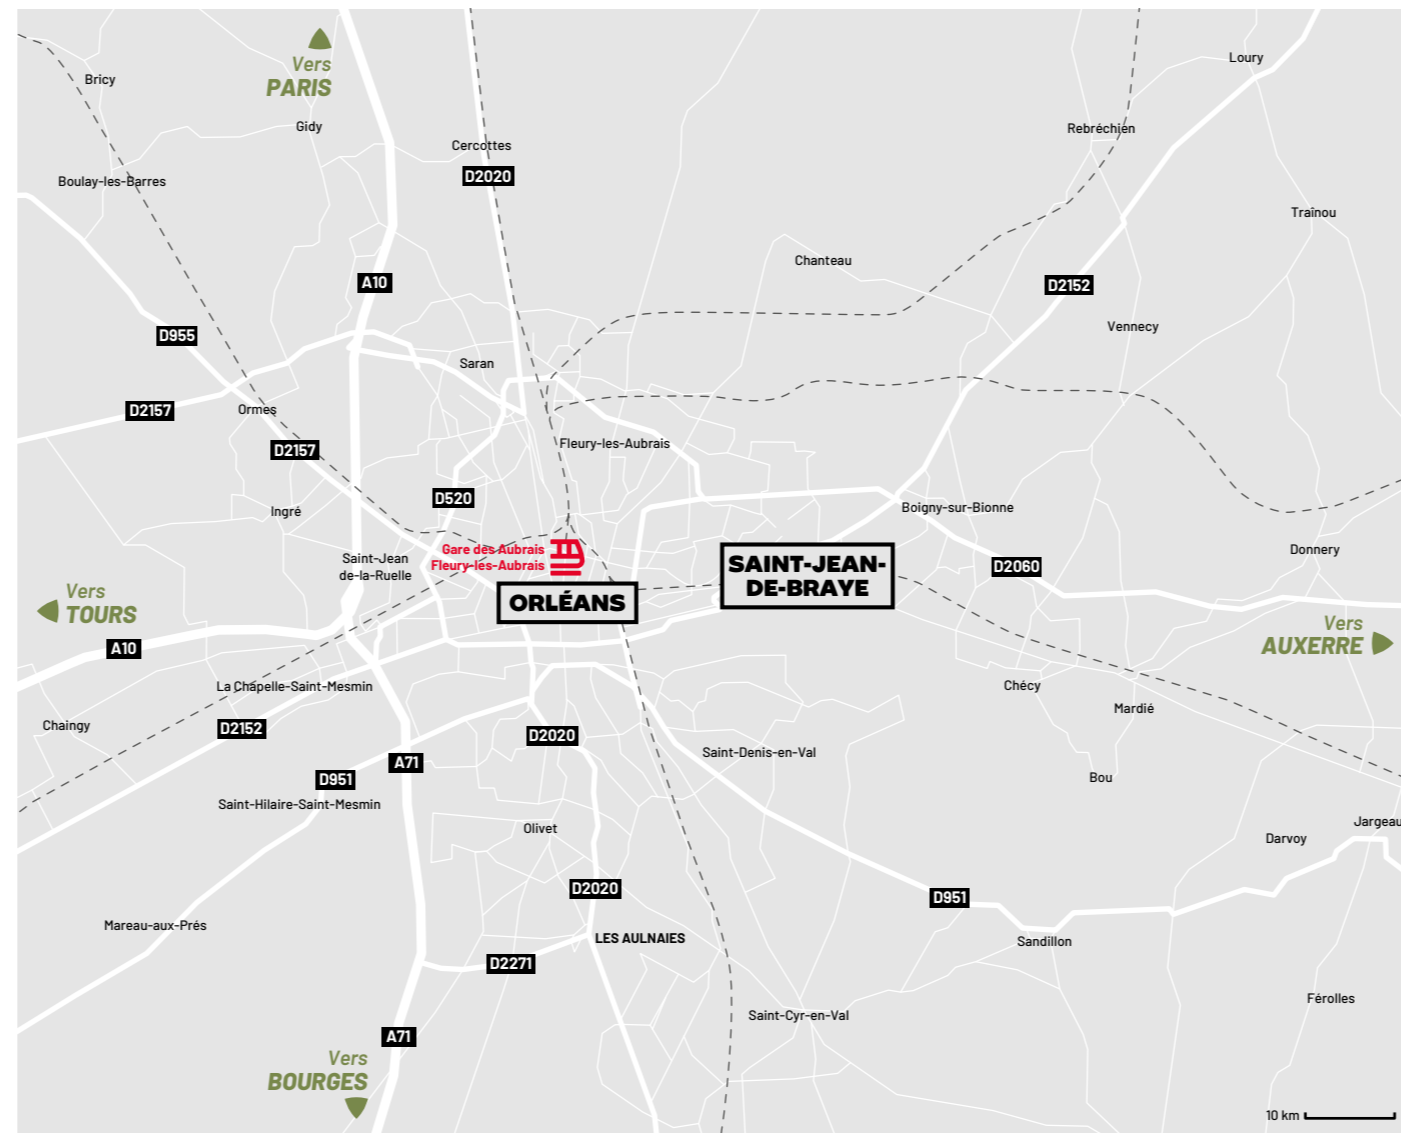 Vers
PARIS
Bricy
Loury
Gidy
Rebréchien
Cercottes
D2020
Boulay-les-Barres
Traînou
Chanteau
A10
D2152
Vennecy
D955
Saran
D2157
Ormes
Fleury-les-Aubrais
D2157
D520
Ingré
Boigny-sur-Bionne
Gare des Aubrais
Fleury-les-Aubrais
Saint-Jean
de-la-Ruelle
SAINT-JEAN-
DE-BRAYE
Donnery
D2060
Vers
TOURS
ORLÉANS
Vers
AUXERRE
A10
La Chapelle-Saint-Mesmin
Chécy
Mardié
Chaingy
D2152
D2020
Saint-Denis-en-Val
A71
D951
Bou
Saint-Hilaire-Saint-Mesmin
Olivet
Jargeau
Darvoy
D2020
D951
Mareau-aux-Prés
LES AULNAIES
Sandillon
D2271
Férolles
Saint-Cyr-en-Val
A71
Vers
BOURGES
10 km